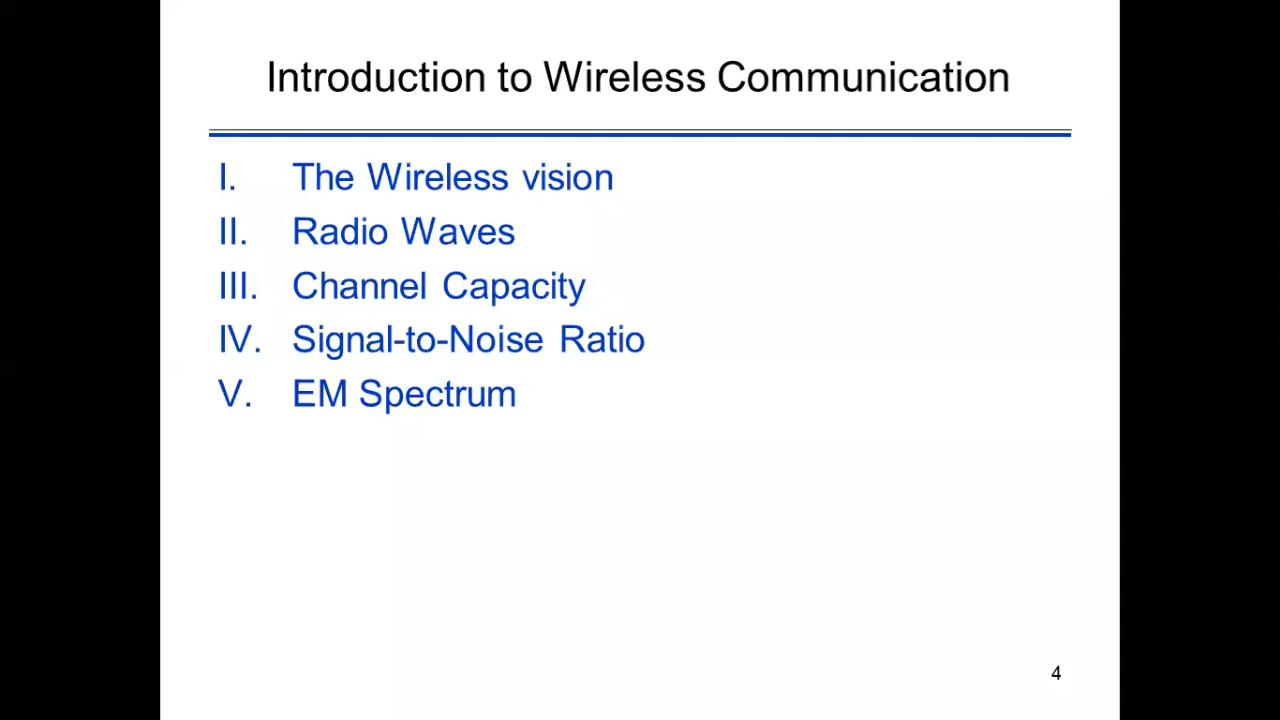 Introduction to Wireless Communication
I. The Wireless vision
II. Radio Waves
III. Channel Capacity
IV. Signal-to-Noise Ratio
V. EM Spectrum
4